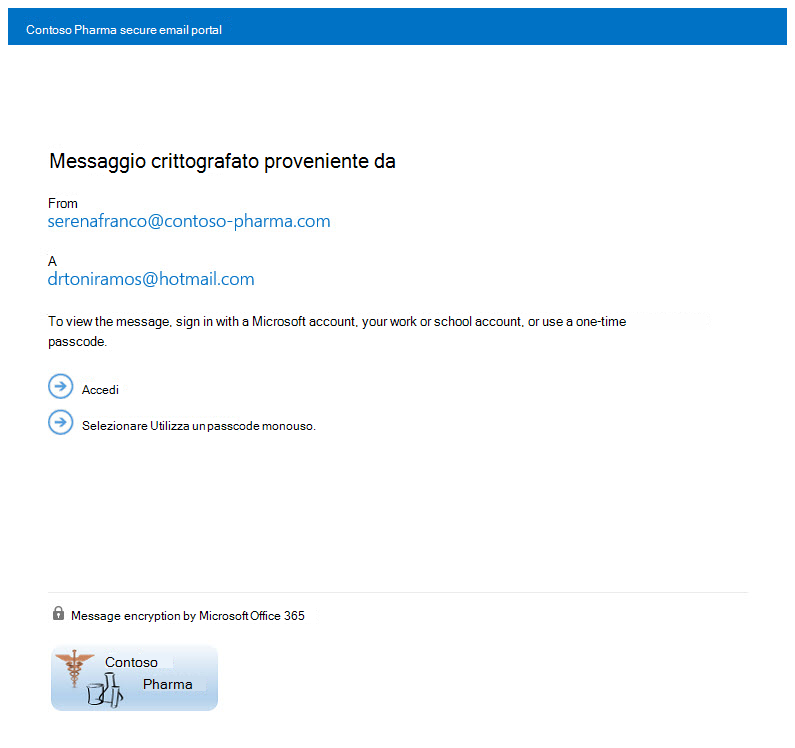 Contoso Pharma secure email portal
Messaggio crittografato proveniente da
From
serenafranco@contoso-pharma.com
A
drtoniramos@hotmail.com
To view the message, sign in with a Microsoft account, your work or school account, or use a one-time
passcode.
Accedi
Selezionare Utilizza un passcode monouso.
Message encryption by Microsoft Office 365
Contoso
Pharma